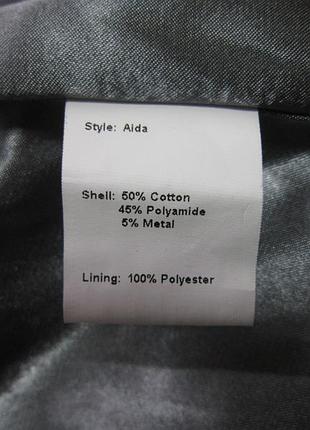 Style: Aida
Shell: 50% Cotton
45% Polyamide
5% Metal
Lining: 100% Polyester